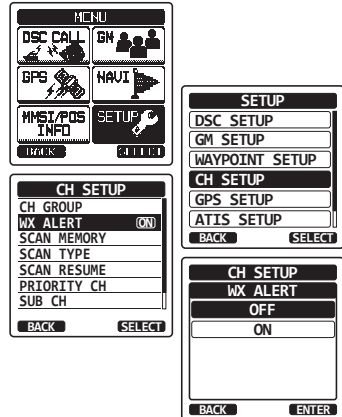 MENU
DSC CALL
GM
GPS
NAVI
MMSI/POS
INFO
SETUP
BACK
SELECT
SETUP
DSC SETUP
GM SETUP
WAYPOINT SETUP
CH SETUP
GPS SETUP
ATIS SETUP
BACK SELECT
CH SETUP
CH GROUP
WX ALERT ON
SCAN MEMORY
SCAN TYPE
SCAN RESUME
PRIORITY CH
SUB CH
BACK SELECT
CH SETUP
WX ALERT
OFF
ON
BACK ENTER